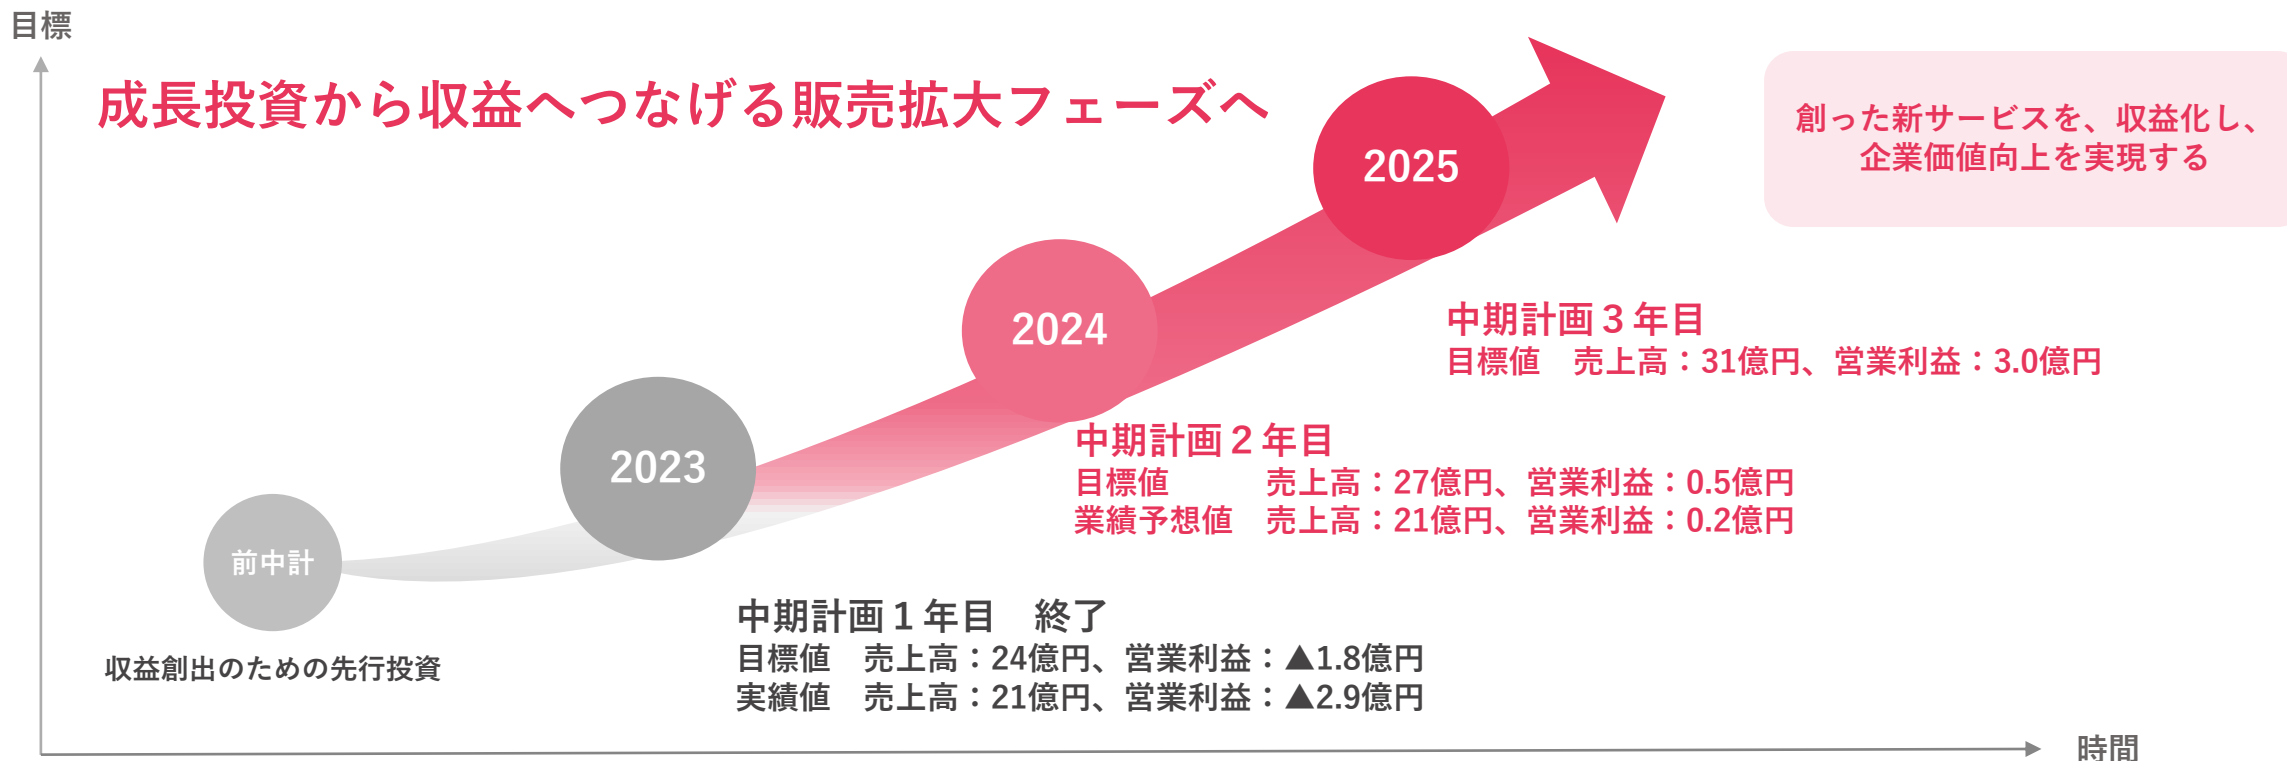 目標
成長投資から収益へつなげる販売拡大フェーズへ
創った新サービスを、収益化し、
企業価値向上を実現する
2025
2024
中期計画３年目
目標値　売上高：31億円、営業利益：3.0億円
2023
中期計画２年目
目標値　　　売上高：27億円、営業利益：0.5億円
業績予想値　売上高：21億円、営業利益：0.2億円
前中計
収益創出のための先行投資
中期計画１年目　終了
目標値　売上高：24億円、営業利益：▲1.8億円
実績値　売上高：21億円、営業利益：▲2.9億円
時間